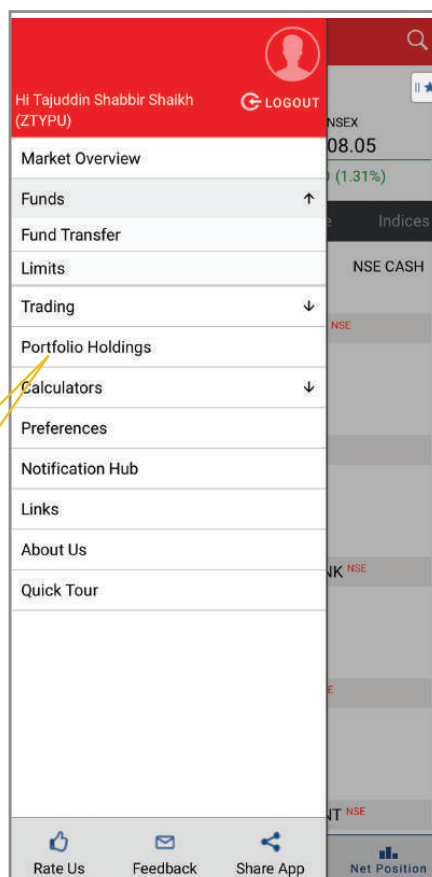 Hi Tajuddin Shabbir Shaikh
(ZTYPU)
LOGOUT
Market Overview
Funds
Fund Transfer
Limits
Trading
Portfolio Holdings
Calculators
Preferences
Notification Hub
Links
About Us
Quick Tour
Rate Us Feedback Share App
NSEX
08.05
(1.31%)
Indices
NSE CASH
NSE
NK NSE
NT NSE
Net Position